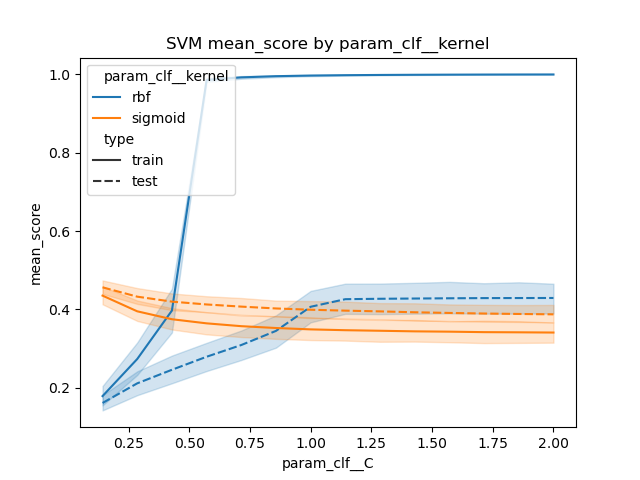 SVM mean_score by param_clf__kernel
param_clf__kernel
rbf
sigmoid
type
train
test
mean_score
1.0
0.8
0.6
0.4
0.2
0.25 0.50 0.75 1.00 1.25 1.50 1.75 2.00
param_clf__C